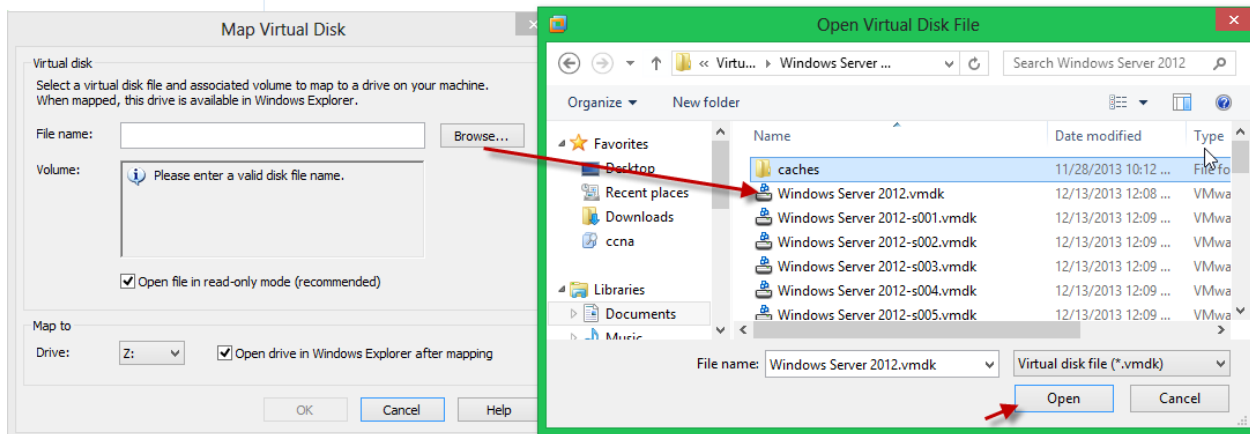 Map Virtual Disk
Virtual disk
Select a virtual disk file and associated volume to map to a drive on your machine.
When mapped, this drive is available in Windows Explorer.
File name:
Browse...
Volume:
Please enter a valid disk file name.
Open file in read-only mode (recommended)
Map to
Drive:
Z:
Open drive in Windows Explorer after mapping
OK
Cancel
Help
Open Virtual Disk File
« Virtu... Windows Server ...
Search Windows Server 2012
Organize
New folder
Favorites
Desktop
Recent places
Downloads
ccna
Libraries
Documents
Music
Name
Date modified
Type
caches
11/28/2013 10:12 ...
File fo
Windows Server 2012.vmdk
12/13/2013 12:08 ...
VMwa
Windows Server 2012-s001.vmdk
12/13/2013 12:09 ...
VMwa
Windows Server 2012-s002.vmdk
12/13/2013 12:09 ...
VMwa
Windows Server 2012-s003.vmdk
12/13/2013 12:09 ...
VMwa
Windows Server 2012-s004.vmdk
12/13/2013 12:09 ...
VMwa
Windows Server 2012-s005.vmdk
12/13/2013 12:09 ...
VMwa
File name:
Windows Server 2012.vmdk
Virtual disk file (*.vmdk)
Open
Cancel